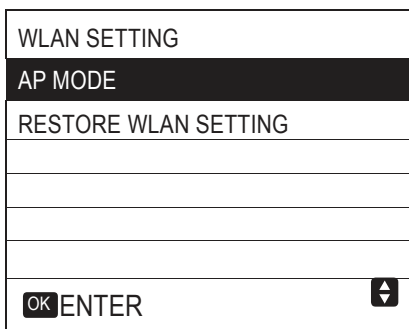 WLAN SETTING
AP MODE
RESTORE WLAN SETTING
OK ENTER